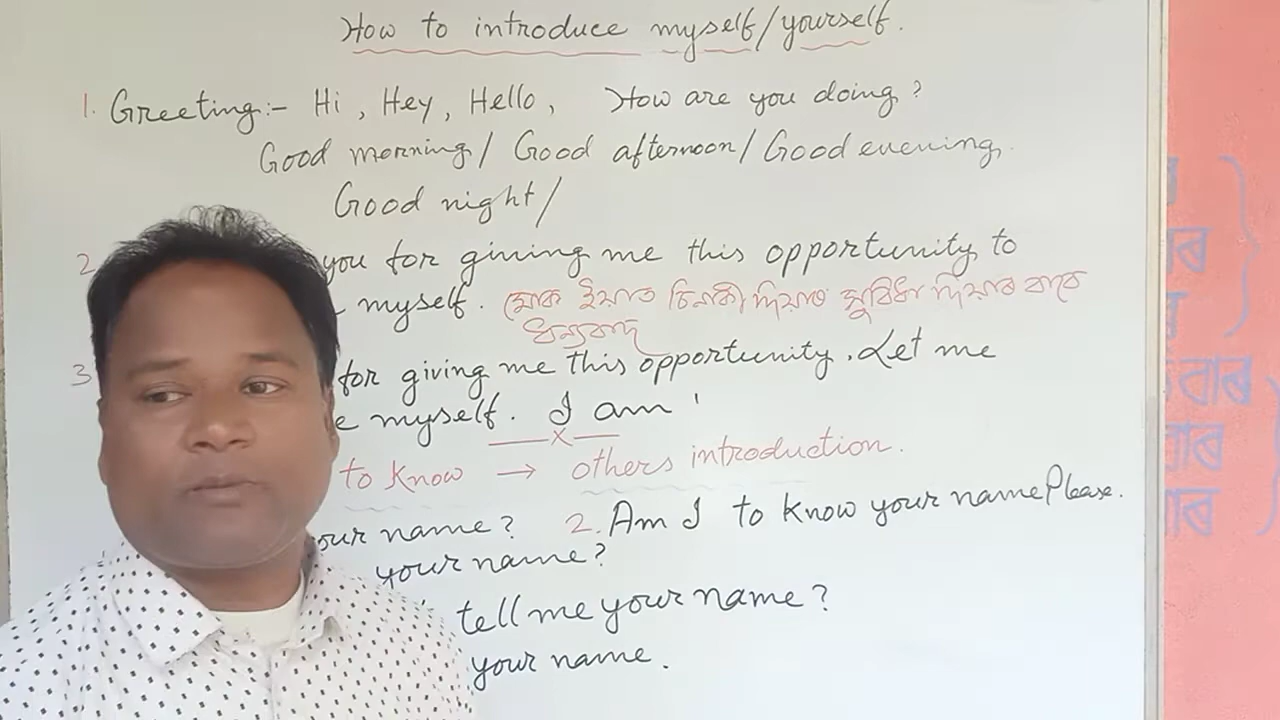 How to introduce myself/yourself.
1. Greeting:- Hi, Hey, Hello, How are you doing?
Good morning/ Good afternoon/ Good evening.
Good night/
2 you for giving me this opportunity to
myself. মোক ইয়াত চিনাকী দিয়াত সুবিধা দিয়াৰ বাবে
ধন্যবাদ
3 for giving me this opportunity. Let me
e myself. I am '
—x—
to know → others introduction.
our name? 2. Am I to know your name Please.
your name?
tell me your name?
your name.
বাৰ